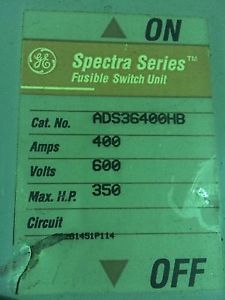 ON
GE
Spectra Series™
Fusible Switch Unit
Cat. No. ADS36400HB
Amps 400
Volts 600
Max. H.P. 350
Circuit
OFF